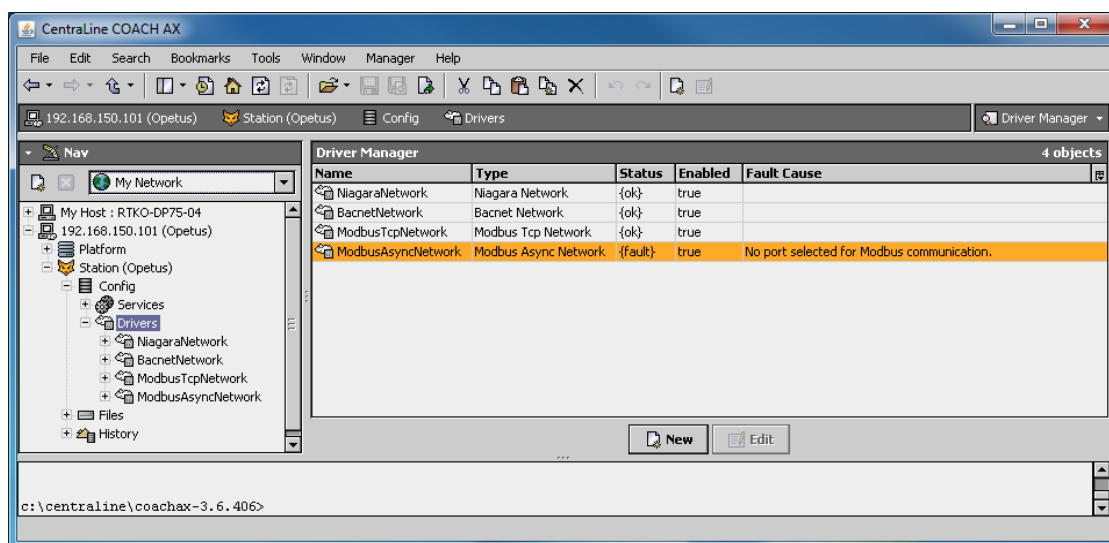 CentraLine COACH AX
File Edit Search Bookmarks Tools Window Manager Help
192.168.150.101 (Opetus) Station (Opetus) Config Drivers Driver Manager
Nav
My Network
My Host : RTKO-DP75-04
192.168.150.101 (Opetus)
Platform
Station (Opetus)
Config
Services
Drivers
NiagaraNetwork
BacnetNetwork
ModbusTcpNetwork
ModbusAsyncNetwork
Files
History
Driver Manager 4 objects
Name Type Status Enabled Fault Cause
NiagaraNetwork Niagara Network {ok} true
BacnetNetwork Bacnet Network {ok} true
ModbusTcpNetwork Modbus Tcp Network {ok} true
ModbusAsyncNetwork Modbus Async Network {fault} true No port selected for Modbus communication.
New Edit
c:\centraline\coachax-3.6.406>